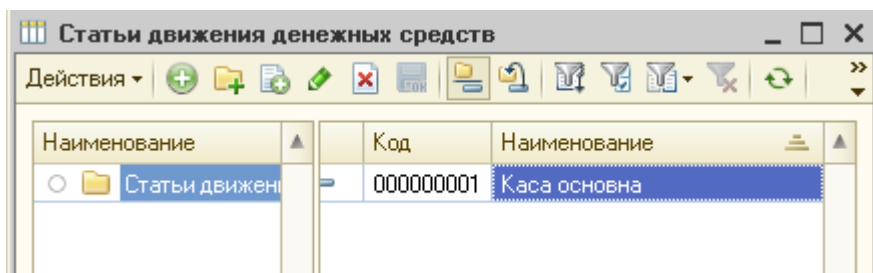 Статьи движения денежных средств
Действия
Наименование
Код Наименование
Статьи движен
000000001 Каса основна